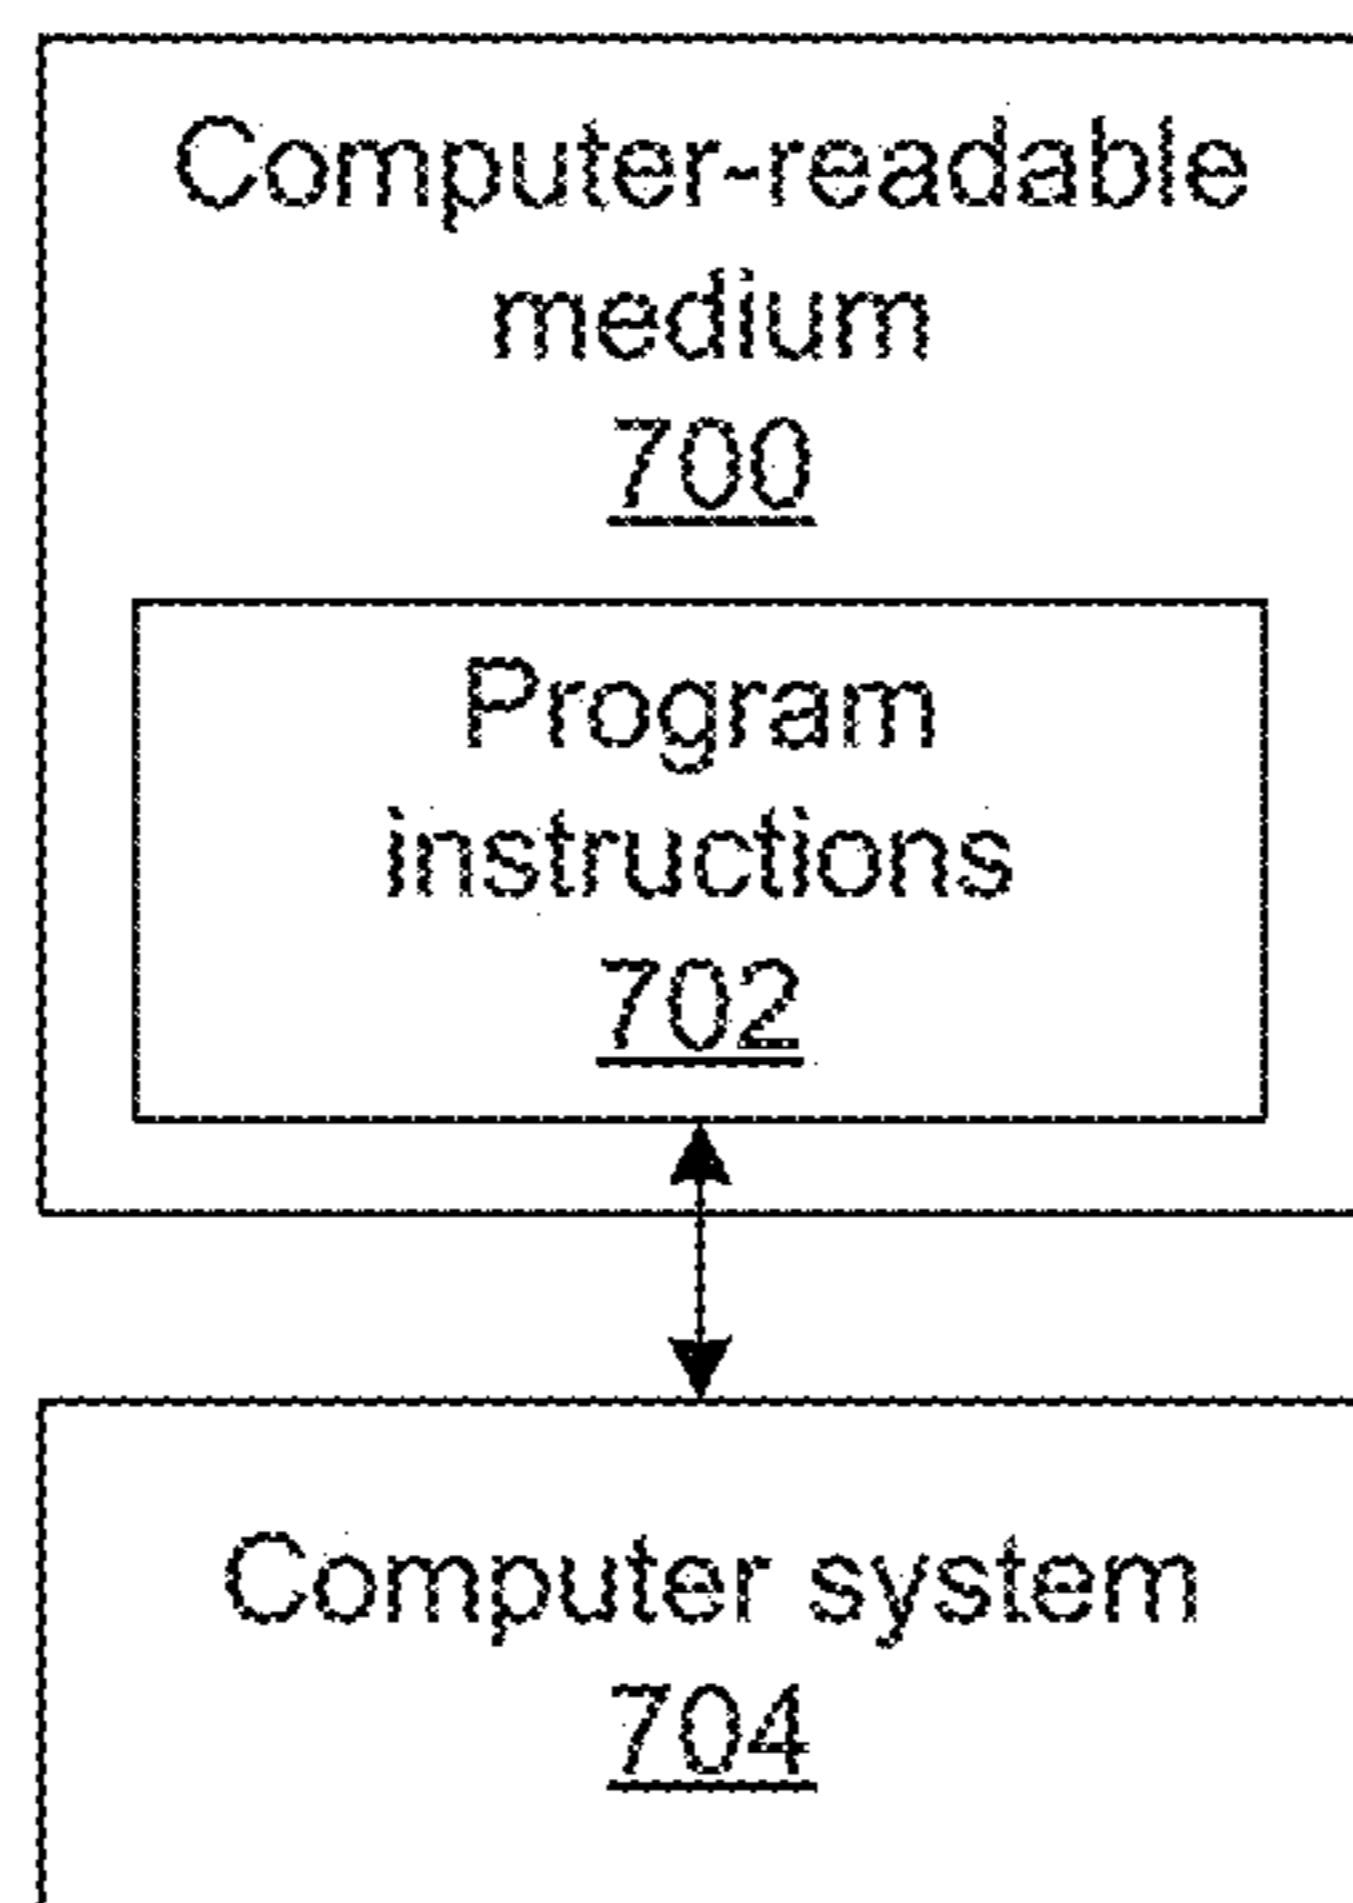 Computer-readable
medium
700
Program
instructions
702
Computer system
704